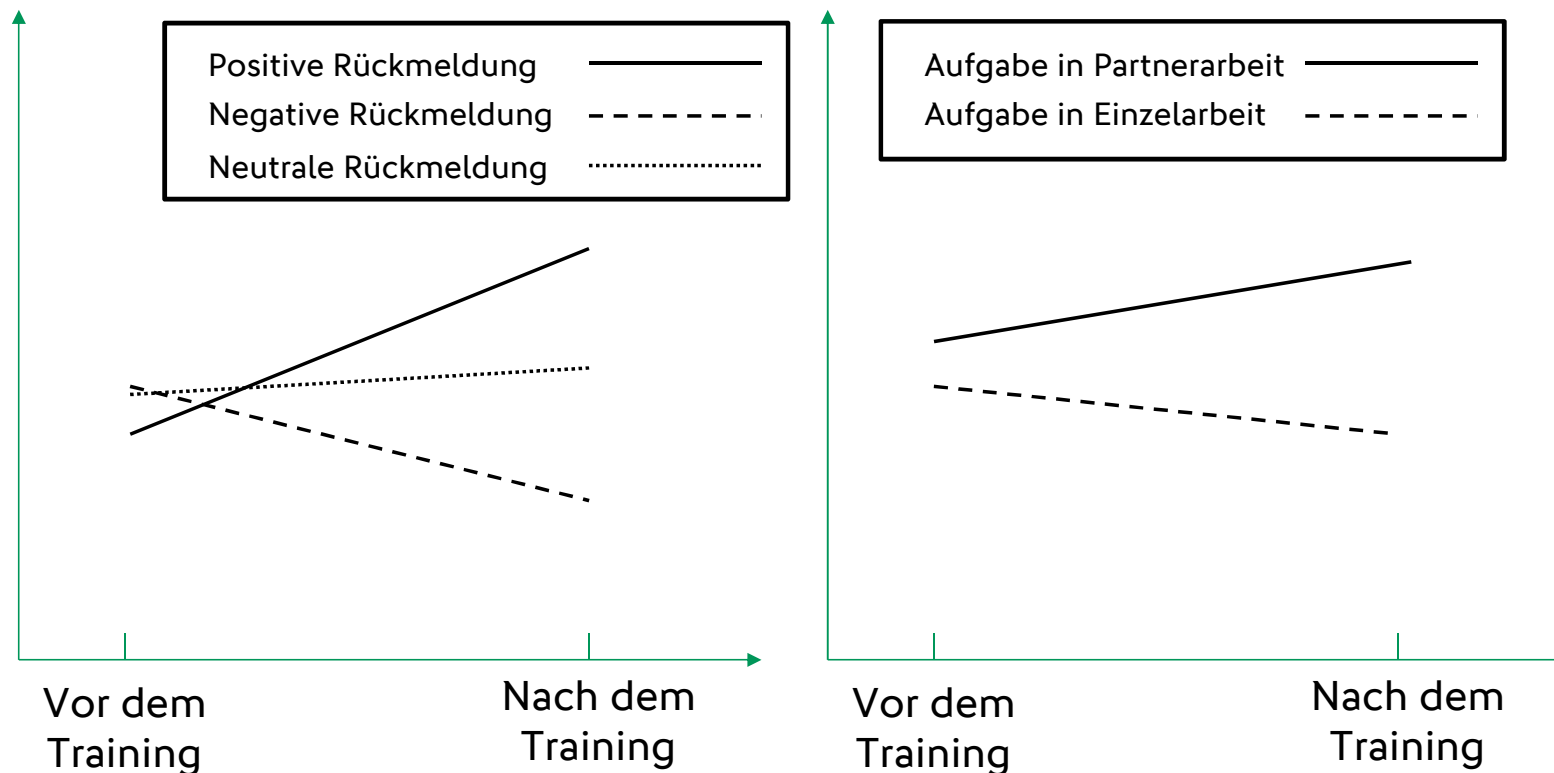 Positive Rückmeldung
Negative Rückmeldung
Neutrale Rückmeldung
Vor dem
Training
Nach dem
Training
Aufgabe in Partnerarbeit
Aufgabe in Einzelarbeit
Vor dem
Training
Nach dem
Training